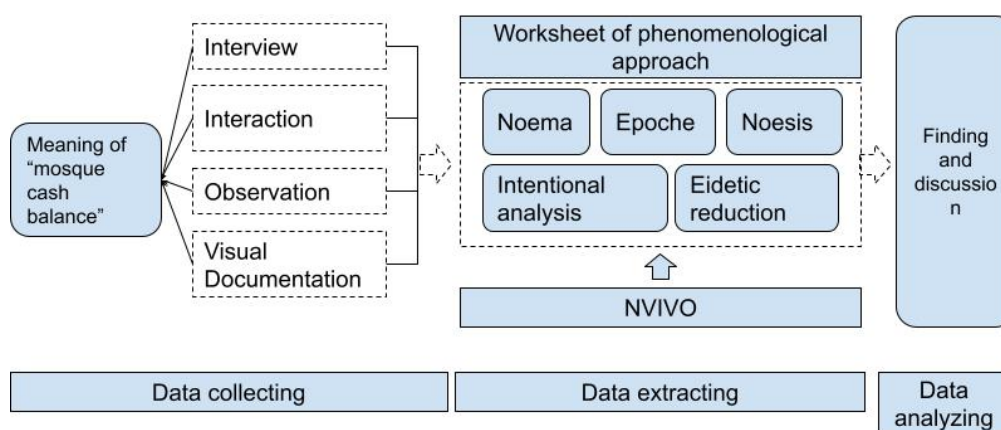 Meaning of
“mosque
cash
balance”
Interview
Interaction
Observation
Visual
Documentation
Worksheet of phenomenological
approach
Noema
Epoche
Noesis
Intentional
analysis
Eidetic
reduction
NVIVO
Finding
and
discussio
n
Data collecting
Data extracting
Data
analyzing